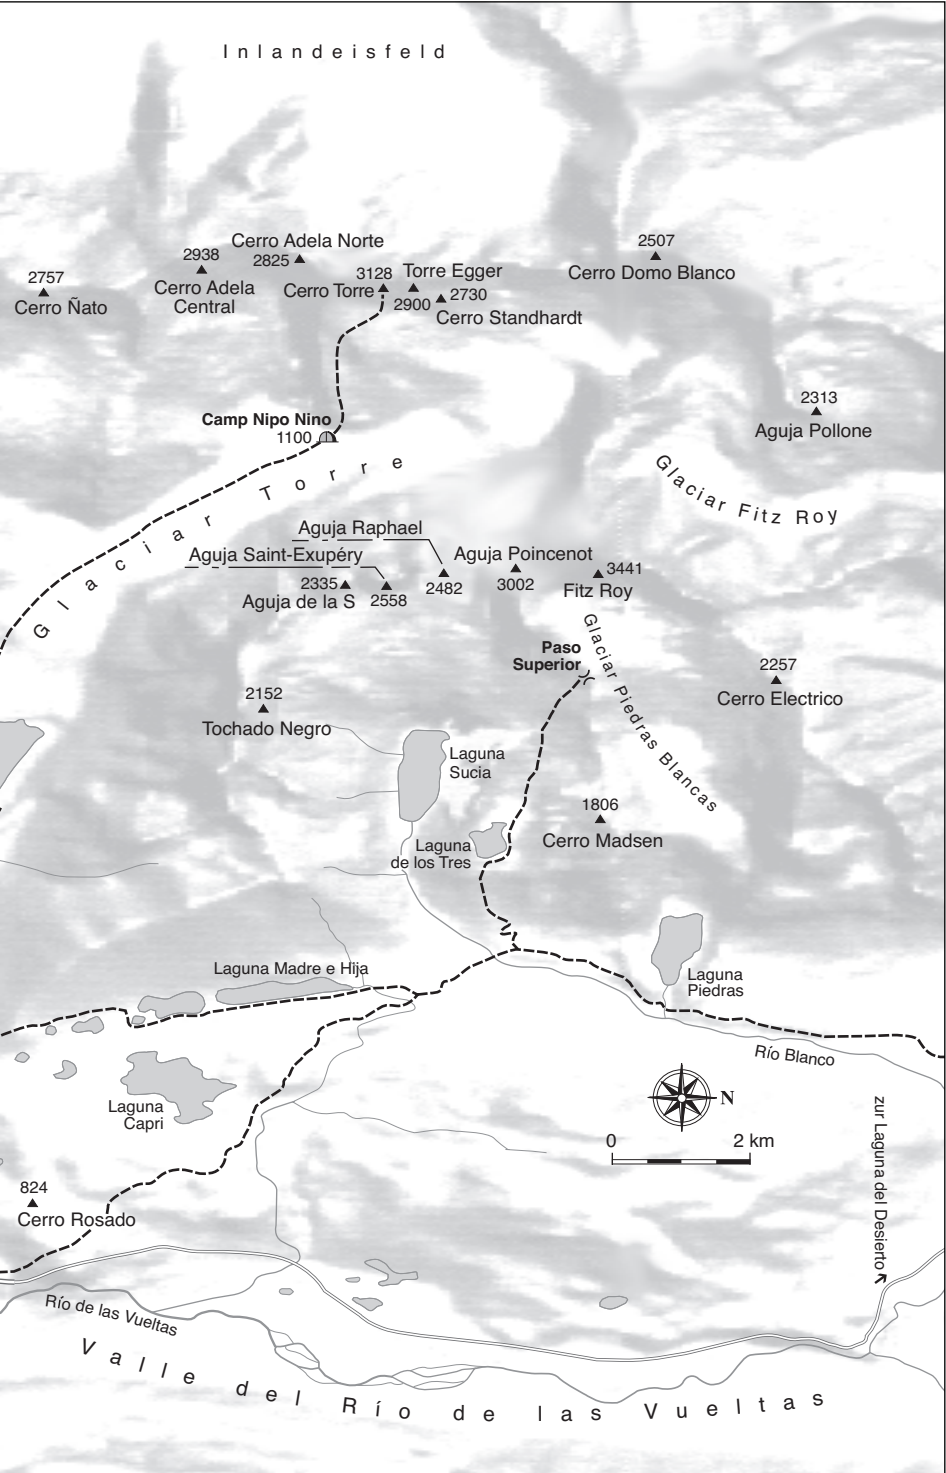 Inlandeisfeld
2507
Cerro Domo Blanco
Cerro Adela Norte
2825
2938
Cerro Adela
Central
2757
Cerro Ñato
3128
Cerro Torre
Torre Egger
2900
2730
Cerro Standhardt
2313
Aguja Pollone
Camp Nipo Nino
1100
Glaciar Torre
Glaciar Fitz Roy
Aguja Raphael
2482
Aguja Saint-Exupéry
2558
2335
Aguja de la S
Aguja Poincenot
3002
3441
Fitz Roy
Paso
Superior
Glaciar Piedras Blancas
2257
Cerro Electrico
2152
Tochado Negro
Laguna
Sucia
1806
Cerro Madsen
Laguna
de los Tres
Laguna Madre e Hija
Laguna
Piedras
Río Blanco
Laguna
Capri
N
0 2 km
zur Laguna del Desierto
824
Cerro Rosado
Río de las Vueltas
Valle del Río de las Vueltas